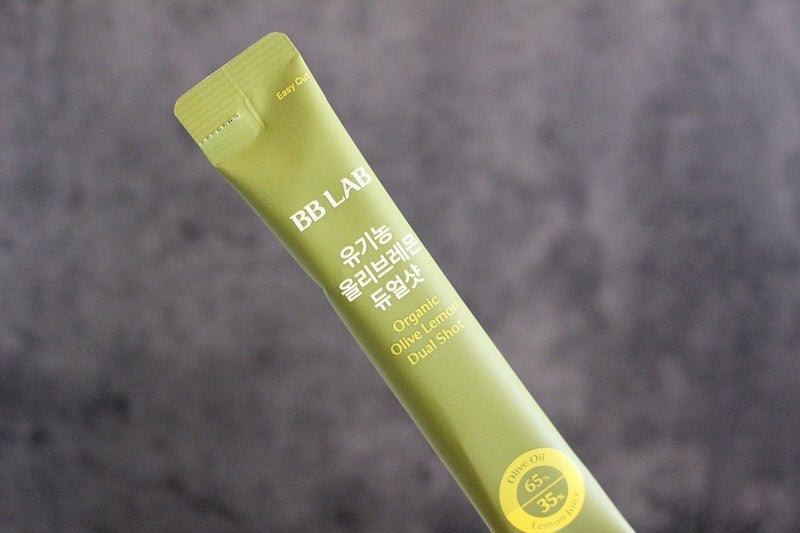 Easy Cut
BB LAB
유기농
올리브레몬
듀얼샷
Organic
Olive Lemon
Dual Shot
Olive Oil
65%
35%
Lemon Juice